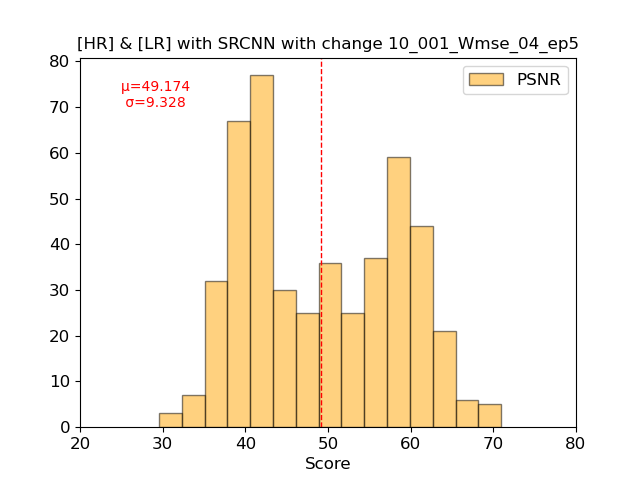 [HR] & [LR] with SRCNN with change 10_001_Wmse_04_ep5
μ=49.174
σ=9.328
PSNR
80
70
60
50
40
30
20
10
0
20 30 40 50 60 70 80
Score